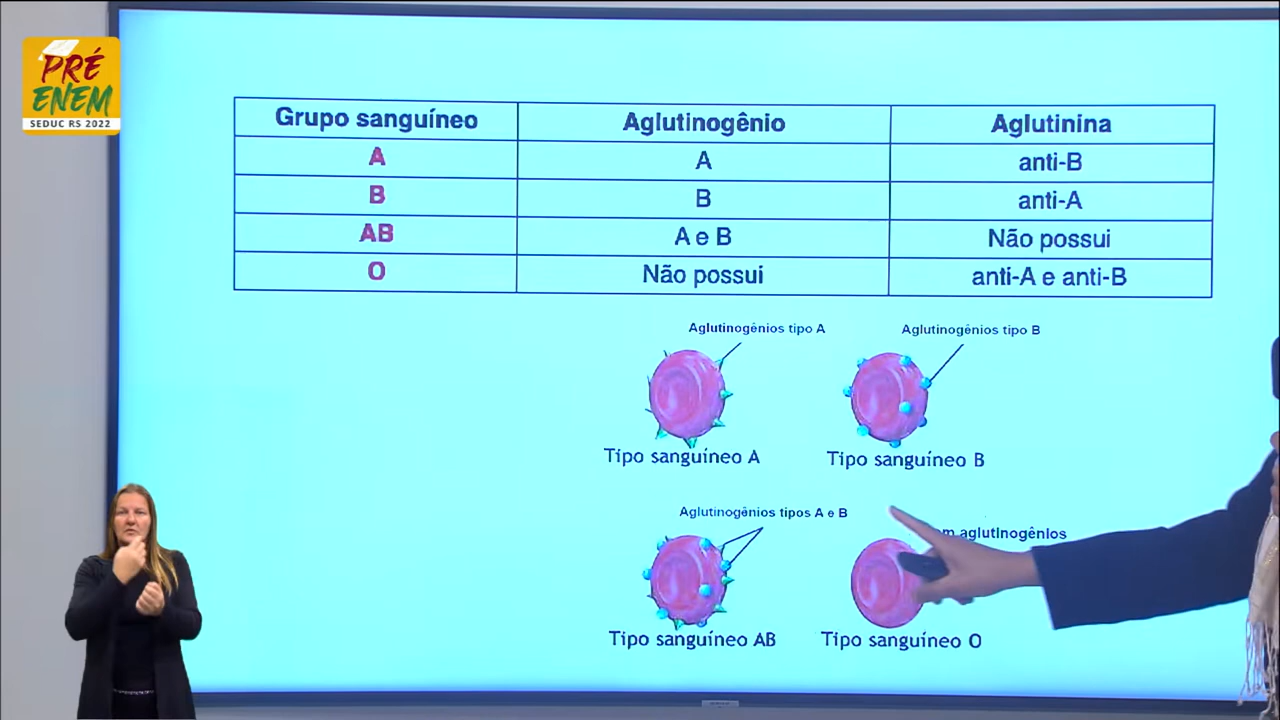 PRÉ
ENEM
SEDUC RS 2022
Grupo sanguíneo Aglutinogênio Aglutinina
A A anti-B
B B anti-A
AB A e B Não possui
O Não possui anti-A e anti-B
Aglutinogênios tipo A Aglutinogênios tipo B
Tipo sanguíneo A Tipo sanguíneo B
Aglutinogênios tipos A e B
aglutinogênios
Tipo sanguíneo AB Tipo sanguíneo O